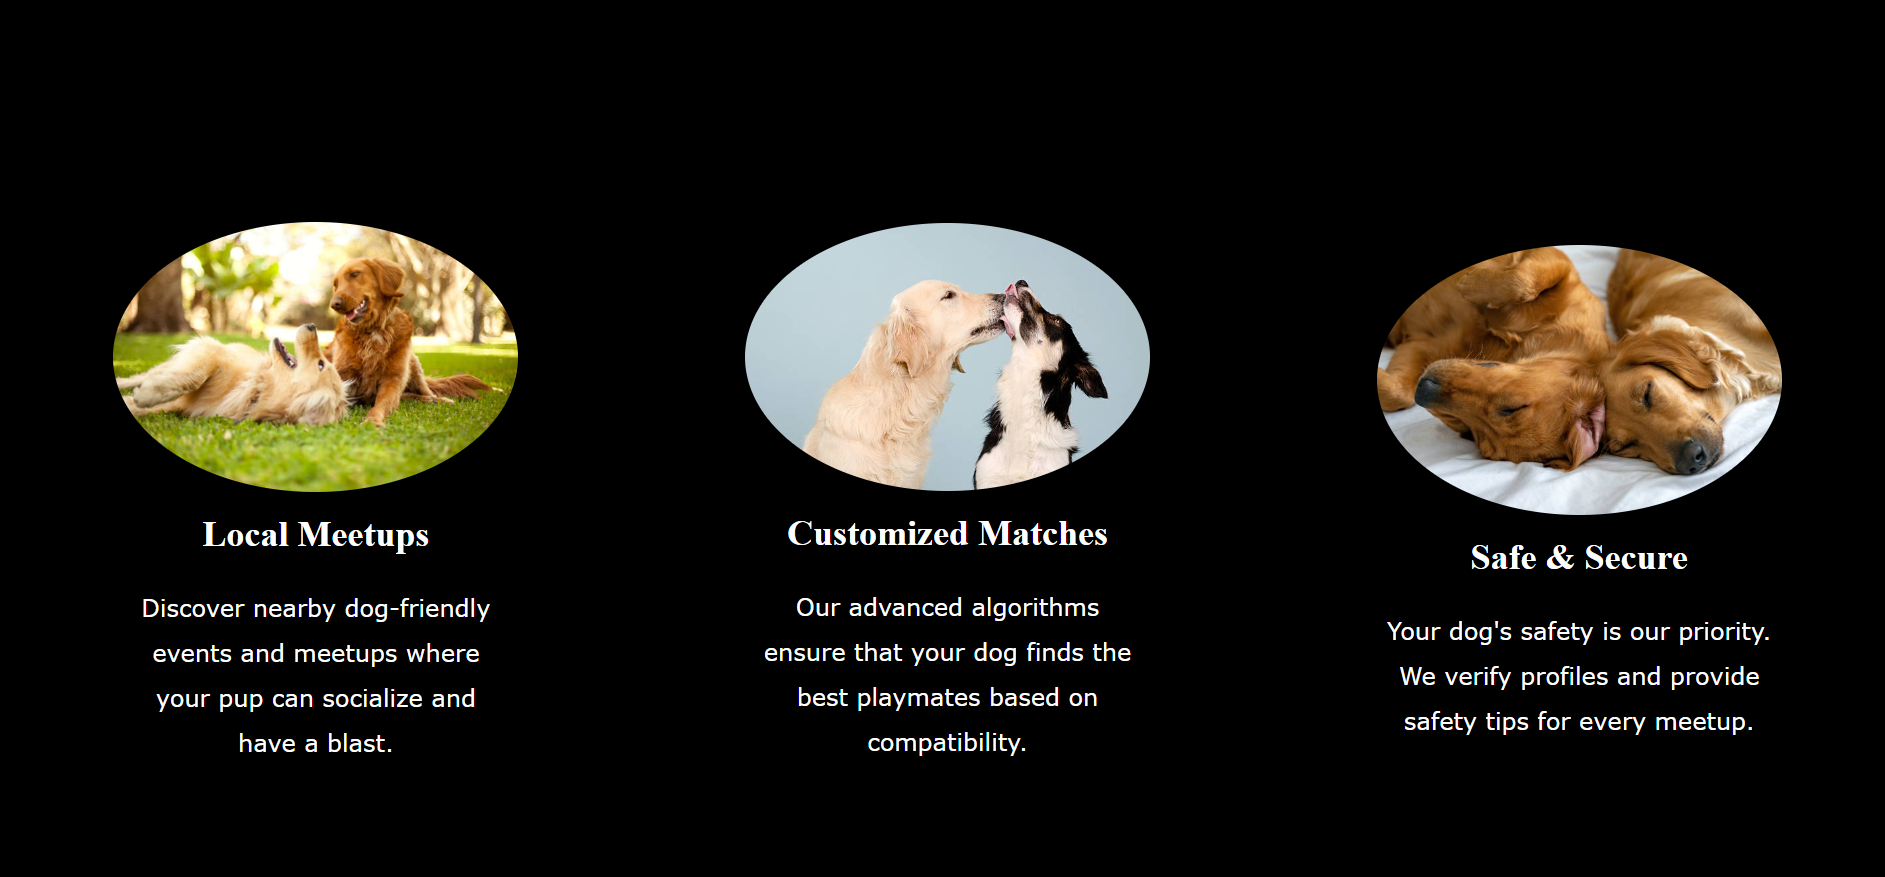 Local Meetups
Discover nearby dog-friendly
events and meetups where
your pup can socialize and
have a blast.
Customized Matches
Our advanced algorithms
ensure that your dog finds the
best playmates based on
compatibility.
Safe & Secure
Your dog's safety is our priority.
We verify profiles and provide
safety tips for every meetup.